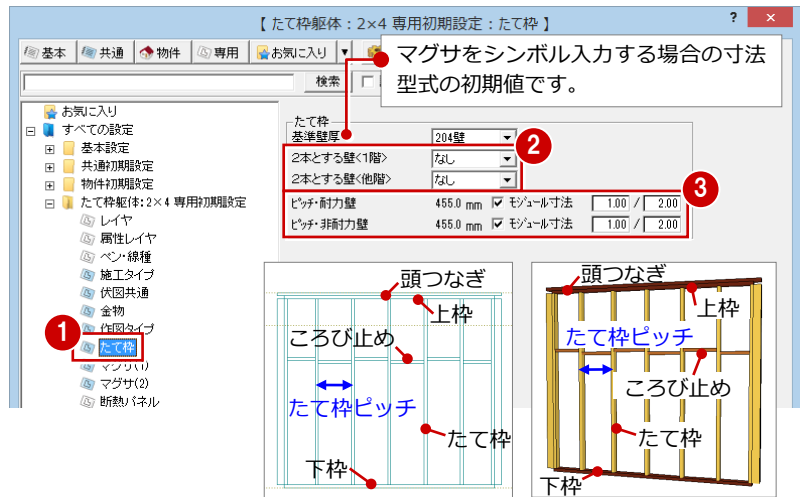 【 たて枠躯体：2×4 専用初期設定：たて枠 】
?
×
基本
共通
物件
専用
お気に入り
マグサをシンボル入力する場合の寸法
型式の初期値です。
検索
お気に入り
すべての設定
基本設定
共通初期設定
物件初期設定
たて枠躯体:2×4 専用初期設定
レイヤ
属性レイヤ
ペン・線種
施工タイプ
伏図共通
金物
作図タイプ
1
たて枠
マグサ(1)
マグサ(2)
断熱パネル
たて枠
基準壁厚
204壁
2
2本とする壁<1階>
なし
2本とする壁<他階>
なし
3
ピッチ・耐力壁 455.0 mm モジュール寸法 1.00 / 2.00
ピッチ・非耐力壁 455.0 mm モジュール寸法 1.00 / 2.00
頭つなぎ
上枠
ころび止め
たて枠ピッチ
たて枠
下枠
頭つなぎ
上枠
たて枠ピッチ
ころび止め
たて枠
下枠